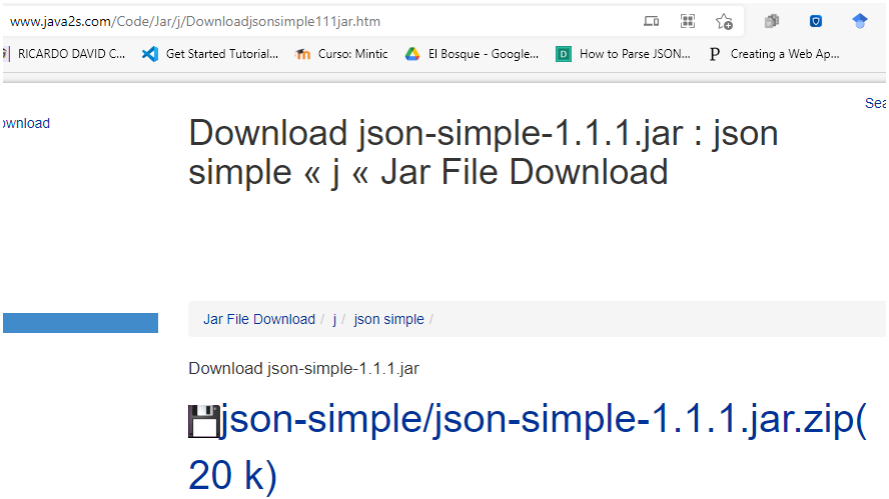 www.java2s.com/Code/Jar/j/Downloadjsonsimple111jar.htm
RICARDO DAVID C... Get Started Tutorial... Curso: Mintic El Bosque - Google... D How to Parse JSON... P Creating a Web Ap...
Sea
ownload
Download json-simple-1.1.1.jar : json
simple « j « Jar File Download
Jar File Download / j / json simple /
Download json-simple-1.1.1.jar
json-simple/json-simple-1.1.1.jar.zip(
20 k)